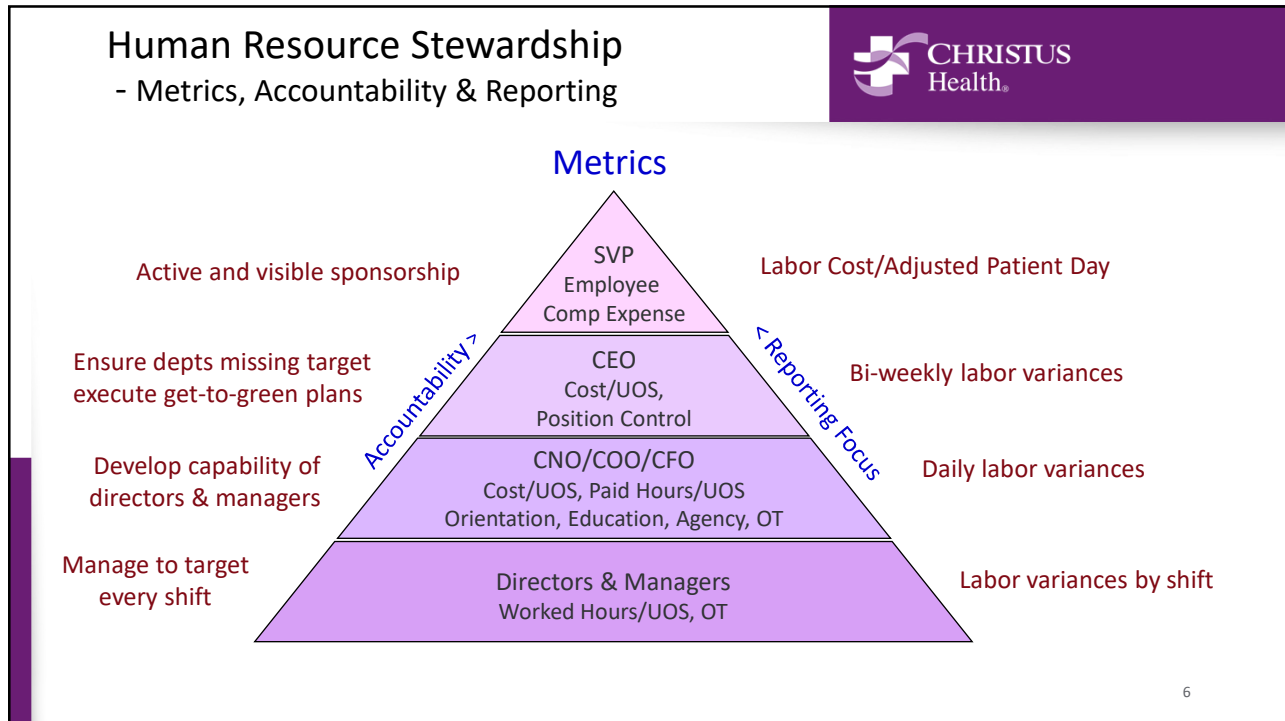 Human Resource Stewardship
- Metrics, Accountability & Reporting
CHRISTUS
Health®
Metrics
Active and visible sponsorship
SVP
Employee
Comp Expense
Labor Cost/Adjusted Patient Day
Accountability >
< Reporting Focus
Ensure depts missing target
execute get-to-green plans
CEO
Cost/UOS,
Position Control
Bi-weekly labor variances
Develop capability of
directors & managers
CNO/COO/CFO
Cost/UOS, Paid Hours/UOS
Orientation, Education, Agency, OT
Daily labor variances
Manage to target
every shift
Directors & Managers
Worked Hours/UOS, OT
Labor variances by shift
6